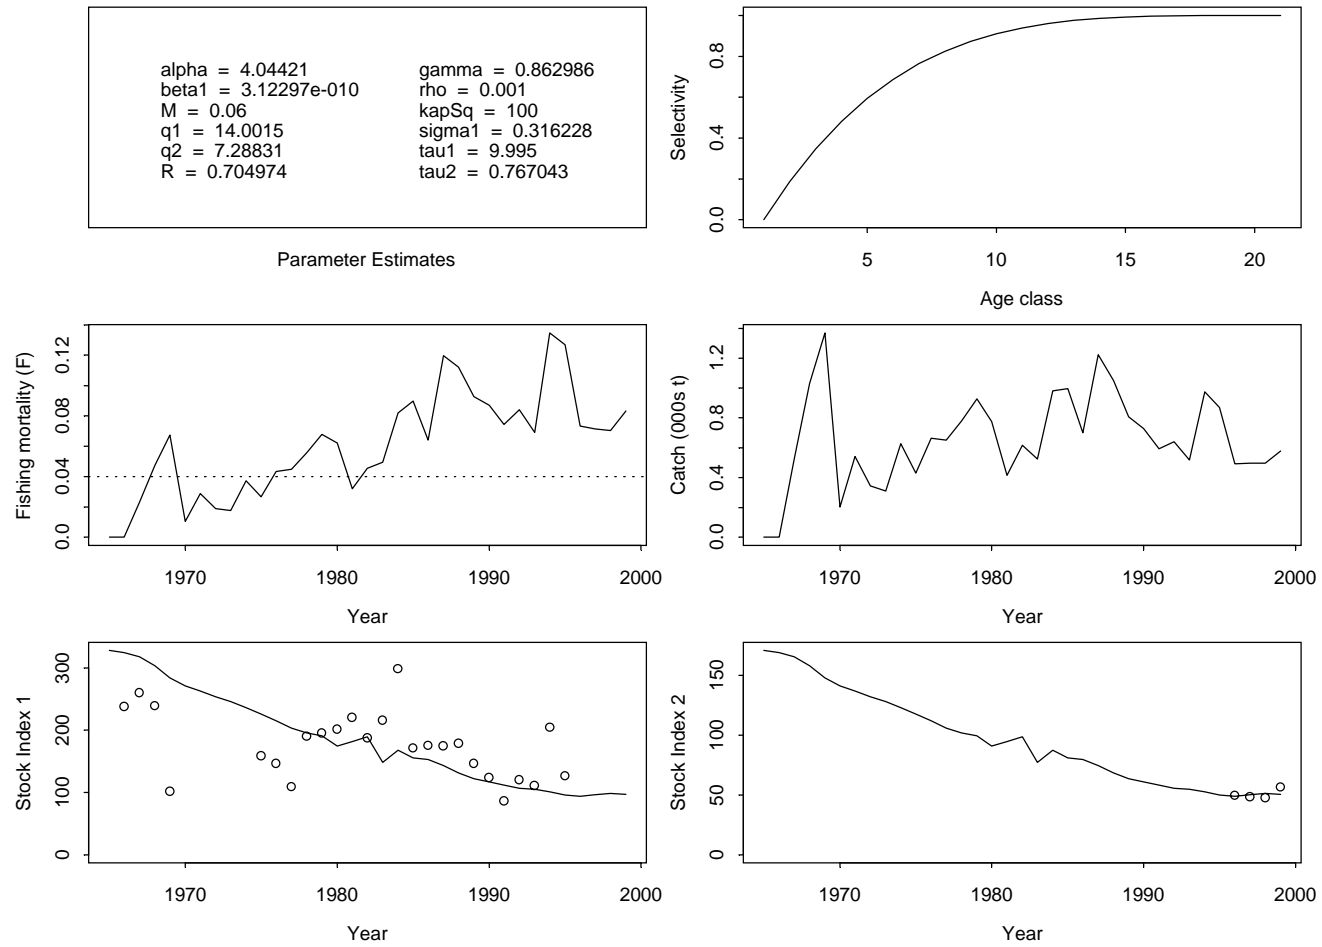 alpha = 4.04421
beta1 = 3.12297e-010
M = 0.06
q1 = 14.0015
q2 = 7.28831
R = 0.704974
gamma = 0.862986
rho = 0.001
kapSq = 100
sigma1 = 0.316228
tau1 = 9.995
tau2 = 0.767043
Parameter Estimates
Selectivity
0.0 0.4 0.8
5 10 15 20
Age class
Fishing mortality (F)
0.0 0.04 0.08 0.12
1970 1980 1990 2000
Year
Catch (000s t)
0.0 0.4 0.8 1.2
1970 1980 1990 2000
Year
Stock Index 1
0 100 200 300
1970 1980 1990 2000
Year
Stock Index 2
0 50 100 150
1970 1980 1990 2000
Year